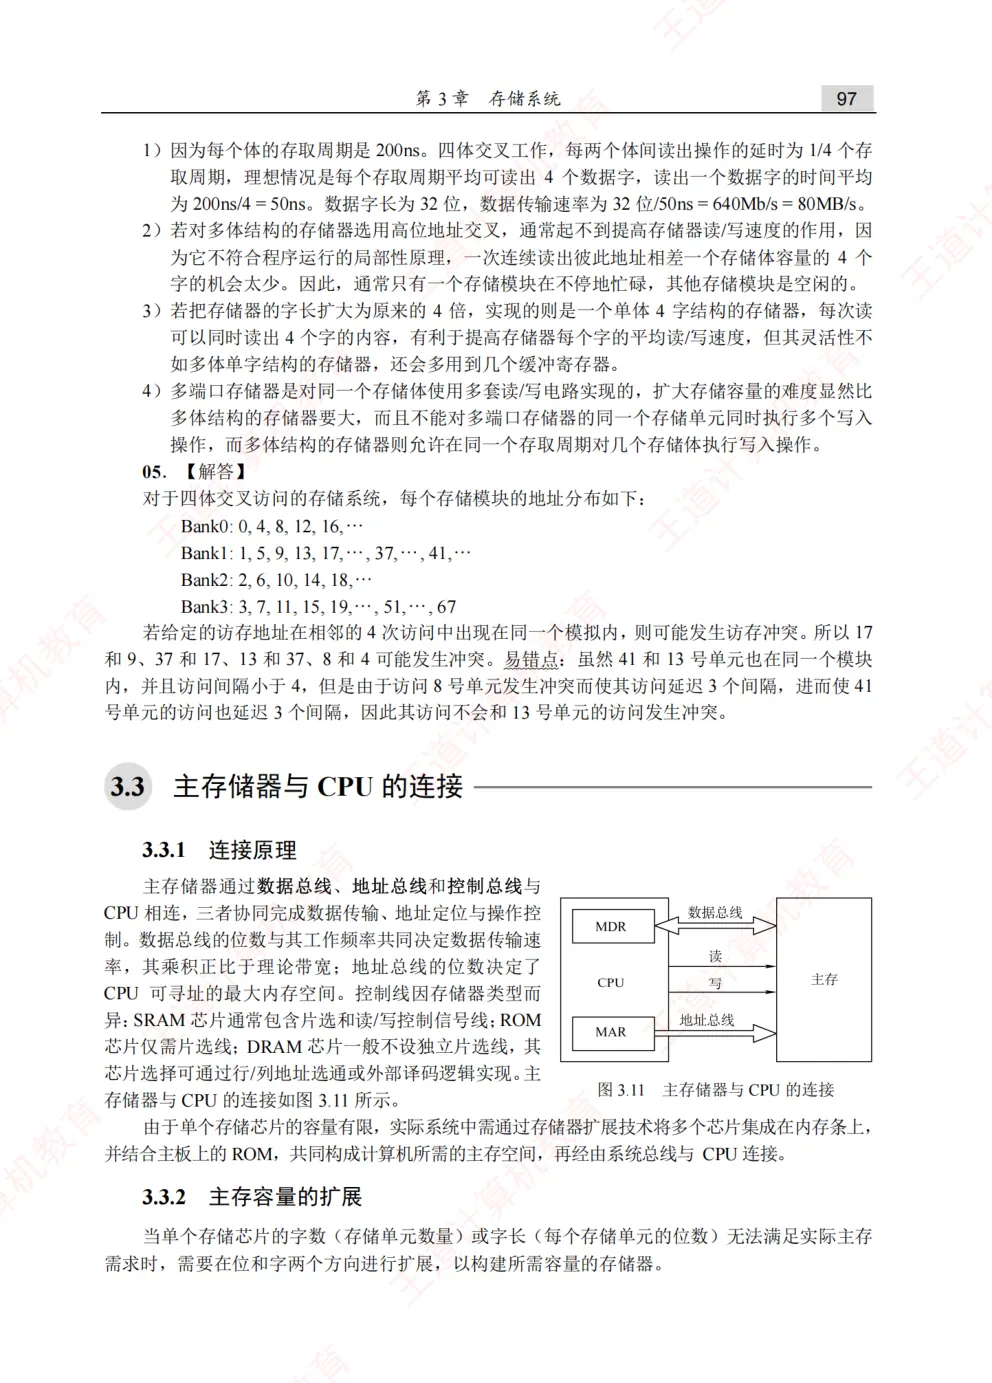 第 3 章 存储系统 97
1）因为每个体的存取周期是 200ns。四体交叉工作，每两个体间读出操作的延时为 1/4 个存
取周期，理想情况是每个存取周期平均可读出 4 个数据字，读出一个数据字的时间平均
为 200ns/4 = 50ns。数据字长为 32 位，数据传输速率为 32 位/50ns = 640Mb/s = 80MB/s。
2）若对多体结构的存储器选用高位地址交叉，通常起不到提高存储器读/写速度的作用，因
为它不符合程序运行的局部性原理，一次连续读出彼此地址相差一个存储体容量的 4 个
字的机会太少。因此，通常只有一个存储模块在不停地忙碌，其他存储模块是空闲的。
3）若把存储器的字长扩大为原来的 4 倍，实现的则是一个单体 4 字结构的存储器，每次读
可以同时读出 4 个字的内容，有利于提高存储器每个字的平均读/写速度，但其灵活性不
如多体单字结构的存储器，还会多用到几个缓冲寄存器。
4）多端口存储器是对同一个存储体使用多套读/写电路实现的，扩大存储容量的难度显然比
多体结构的存储器要大，而且不能对多端口存储器的同一个存储单元同时执行多个写入
操作，而多体结构的存储器则允许在同一个存取周期对几个存储体执行写入操作。
05. 【解答】
对于四体交叉访问的存储系统，每个存储模块的地址分布如下：
Bank0: 0, 4, 8, 12, 16,…
Bank1: 1, 5, 9, 13, 17,…, 37,…, 41,…
Bank2: 2, 6, 10, 14, 18,…
Bank3: 3, 7, 11, 15, 19,…, 51,…, 67
若给定的访存地址在相邻的 4 次访问中出现在同一个模拟内，则可能发生访存冲突。所以 17
和 9、37 和 17、13 和 37、8 和 4 可能发生冲突。易错点：虽然 41 和 13 号单元也在同一个模块
内，并且访问间隔小于 4，但是由于访问 8 号单元发生冲突而使其访问延迟 3 个间隔，进而使 41
号单元的访问也延迟 3 个间隔，因此其访问不会和 13 号单元的访问发生冲突。
3.3 主存储器与 CPU 的连接
3.3.1 连接原理
主存储器通过数据总线、地址总线和控制总线与
CPU 相连，三者协同完成数据传输、地址定位与操作控
制。数据总线的位数与其工作频率共同决定数据传输速
率，其乘积正比于理论带宽；地址总线的位数决定了
CPU 可寻址的最大内存空间。控制线因存储器类型而
异：SRAM 芯片通常包含片选和读/写控制信号线；ROM
芯片仅需片选线；DRAM 芯片一般不设独立片选线，其
芯片选择可通过行/列地址选通或外部译码逻辑实现。主
存储器与 CPU 的连接如图 3.11 所示。
MDR
数据总线
读
CPU
写
主存
地址总线
MAR
图 3.11 主存储器与 CPU 的连接
由于单个存储芯片的容量有限，实际系统中需通过存储器扩展技术将多个芯片集成在内存条上，
并结合主板上的 ROM，共同构成计算机所需的主存空间，再经由系统总线与 CPU 连接。
3.3.2 主存容量的扩展
当单个存储芯片的字数（存储单元数量）或字长（每个存储单元的位数）无法满足实际主存
需求时，需要在位和字两个方向进行扩展，以构建所需容量的存储器。
王道计算机教育